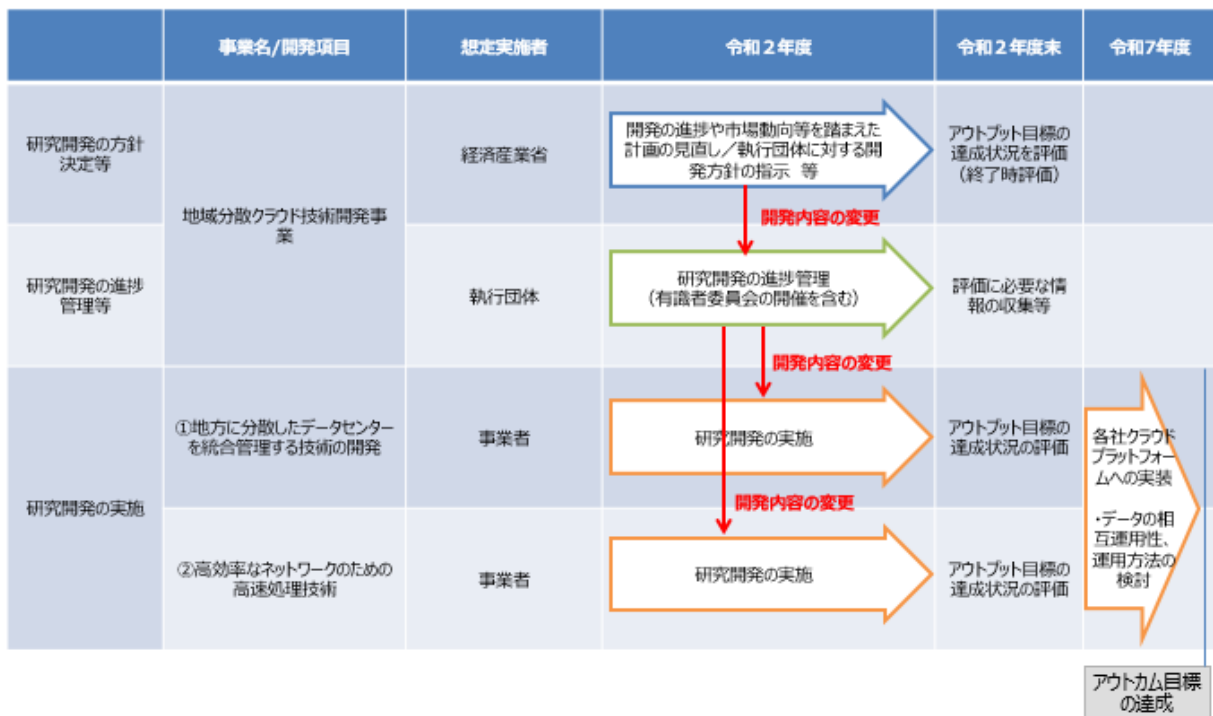 事業名/開発項目
想定実施者
令和2年度
令和2年度末
令和7年度
研究開発の方針
決定等
地域分散クラウド技術開発事
業
経済産業省
開発の進捗や市場動向等を踏まえた
計画の見直し／執行団体に対する開
発方針の指示 等
アウトプット目標の
達成状況を評価
(終了時評価)
開発内容の変更
研究開発の進捗
管理等
執行団体
研究開発の進捗管理
(有識者委員会の開催を含む)
評価に必要な情
報の収集等
開発内容の変更
研究開発の実施
①地方に分散したデータセンター
を統合管理する技術の開発
事業者
研究開発の実施
アウトプット目標の
達成状況の評価
開発内容の変更
②高効率なネットワークのための
高速処理技術
事業者
研究開発の実施
アウトプット目標の
達成状況の評価
各社クラウド
プラットフォー
ムへの実装
・データの相
互運用性、
運用方法の
検討
アウトカム目標
の達成